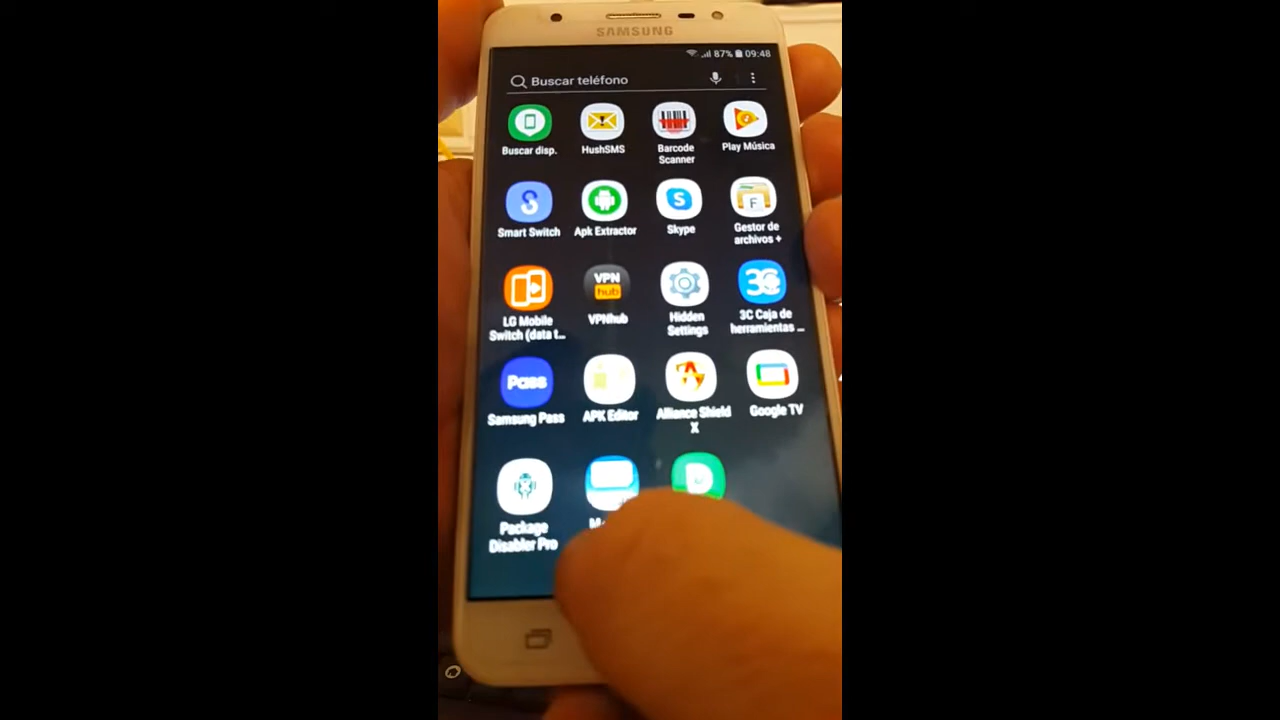 SAMSUNG
87% 09:48
Buscar teléfono
Buscar disp.
HushSMS
Barcode
Scanner
Play Música
Smart Switch
Apk Extractor
Skype
F
Gestor de
archivos +
LG Mobile
Switch (data t...
VPN
hub
VPNhub
Hidden
Settings
3C
3C Caja de
herramientas ...
Pass
Samsung Pass
APK Editor
Alliance Shield
X
Google TV
Package
Disabler Pro